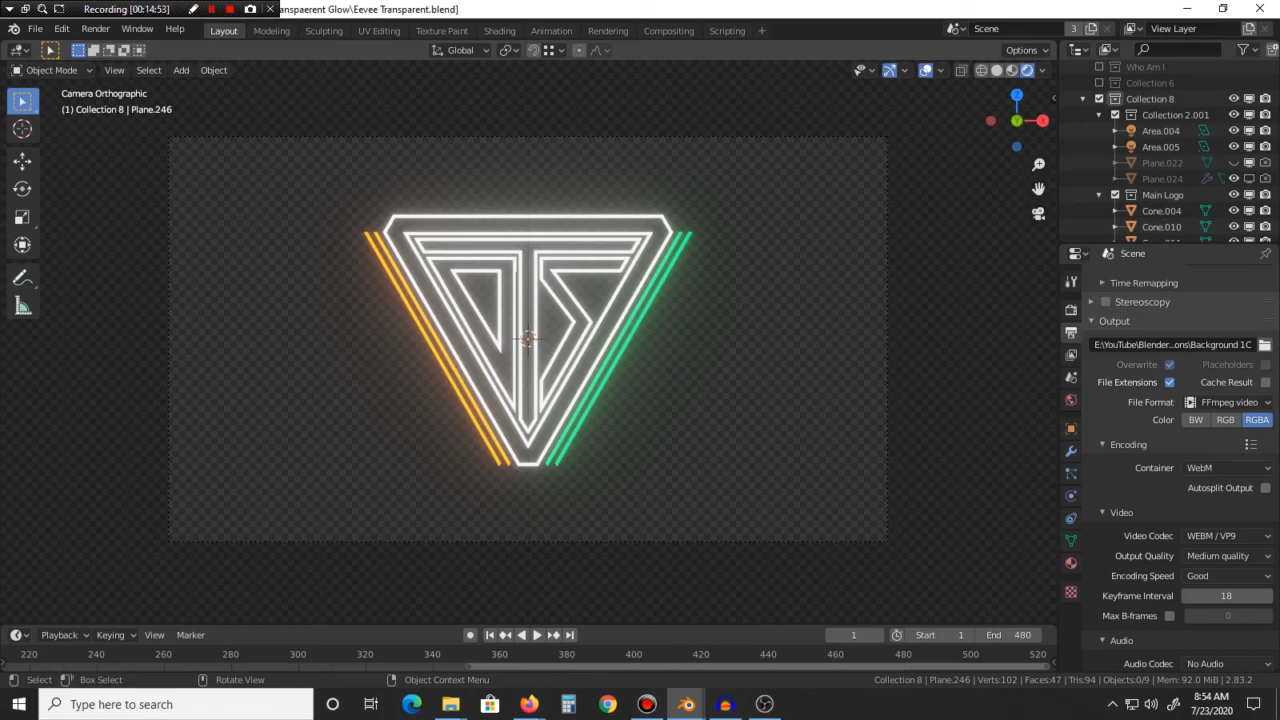 Recording [00:14:53]
anspaerent Glow\Eevee Transparent.blend]
File Edit Render Window Help
Layout Modeling Sculpting UV Editing Texture Paint Shading Animation Rendering Compositing Scripting +
Scene 3 View Layer
Global Options
Object Mode View Select Add Object
Camera Orthographic
(1) Collection 8 | Plane.246
Z
Y
X
Who Am I
Collection 6
Collection 8
Collection 2.001
Area.004
Area.005
Plane.022
Plane.024
Main Logo
Cone.004
Cone.010
Scene
Time Remapping
Stereoscopy
Output
E:\YouTube\Blender...ons\Background 1C
Overwrite Placeholders
File Extensions Cache Result
File Format FFmpeg video
Color BW RGB RGBA
Encoding
Container WebM
Autosplit Output
Video
Video Codec WEBM / VP9
Output Quality Medium quality
Encoding Speed Good
Keyframe Interval 18
Max B-frames 0
Audio
Audio Codec No Audio
Playback Keying View Marker 1 Start 1 End 480
220 240 260 280 300 320 340 360 380 400 420 440 460 480 500 520
Select Box Select Rotate View Object Context Menu
Collection 8 | Plane.246 | Verts:102 | Faces:47 | Tris:94 | Objects:0/9 | Mem: 92.0 MiB | 2.83.2
Type here to search
8:54 AM
7/23/2020